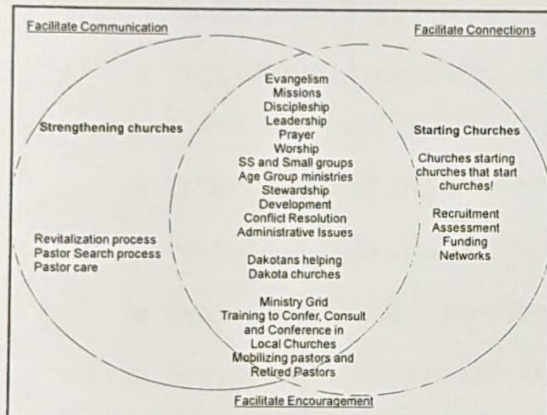 Facilitate Communication
Facilitate Connections
Strengthening churches
Revitalization process
Pastor Search process
Pastor care
Evangelism
Missions
Discipleship
Leadership
Prayer
Worship
SS and Small groups
Age Group ministries
Stewardship
Development
Conflict Resolution
Administrative Issues
Dakotans helping
Dakota churches
Ministry Grid
Training to Confer, Consult
and Conference in
Local Churches
Mobilizing pastors and
Retired Pastors
Starting Churches
Churches starting
churches that start
churches!
Recruitment
Assessment
Funding
Networks
Facilitate Encouragement